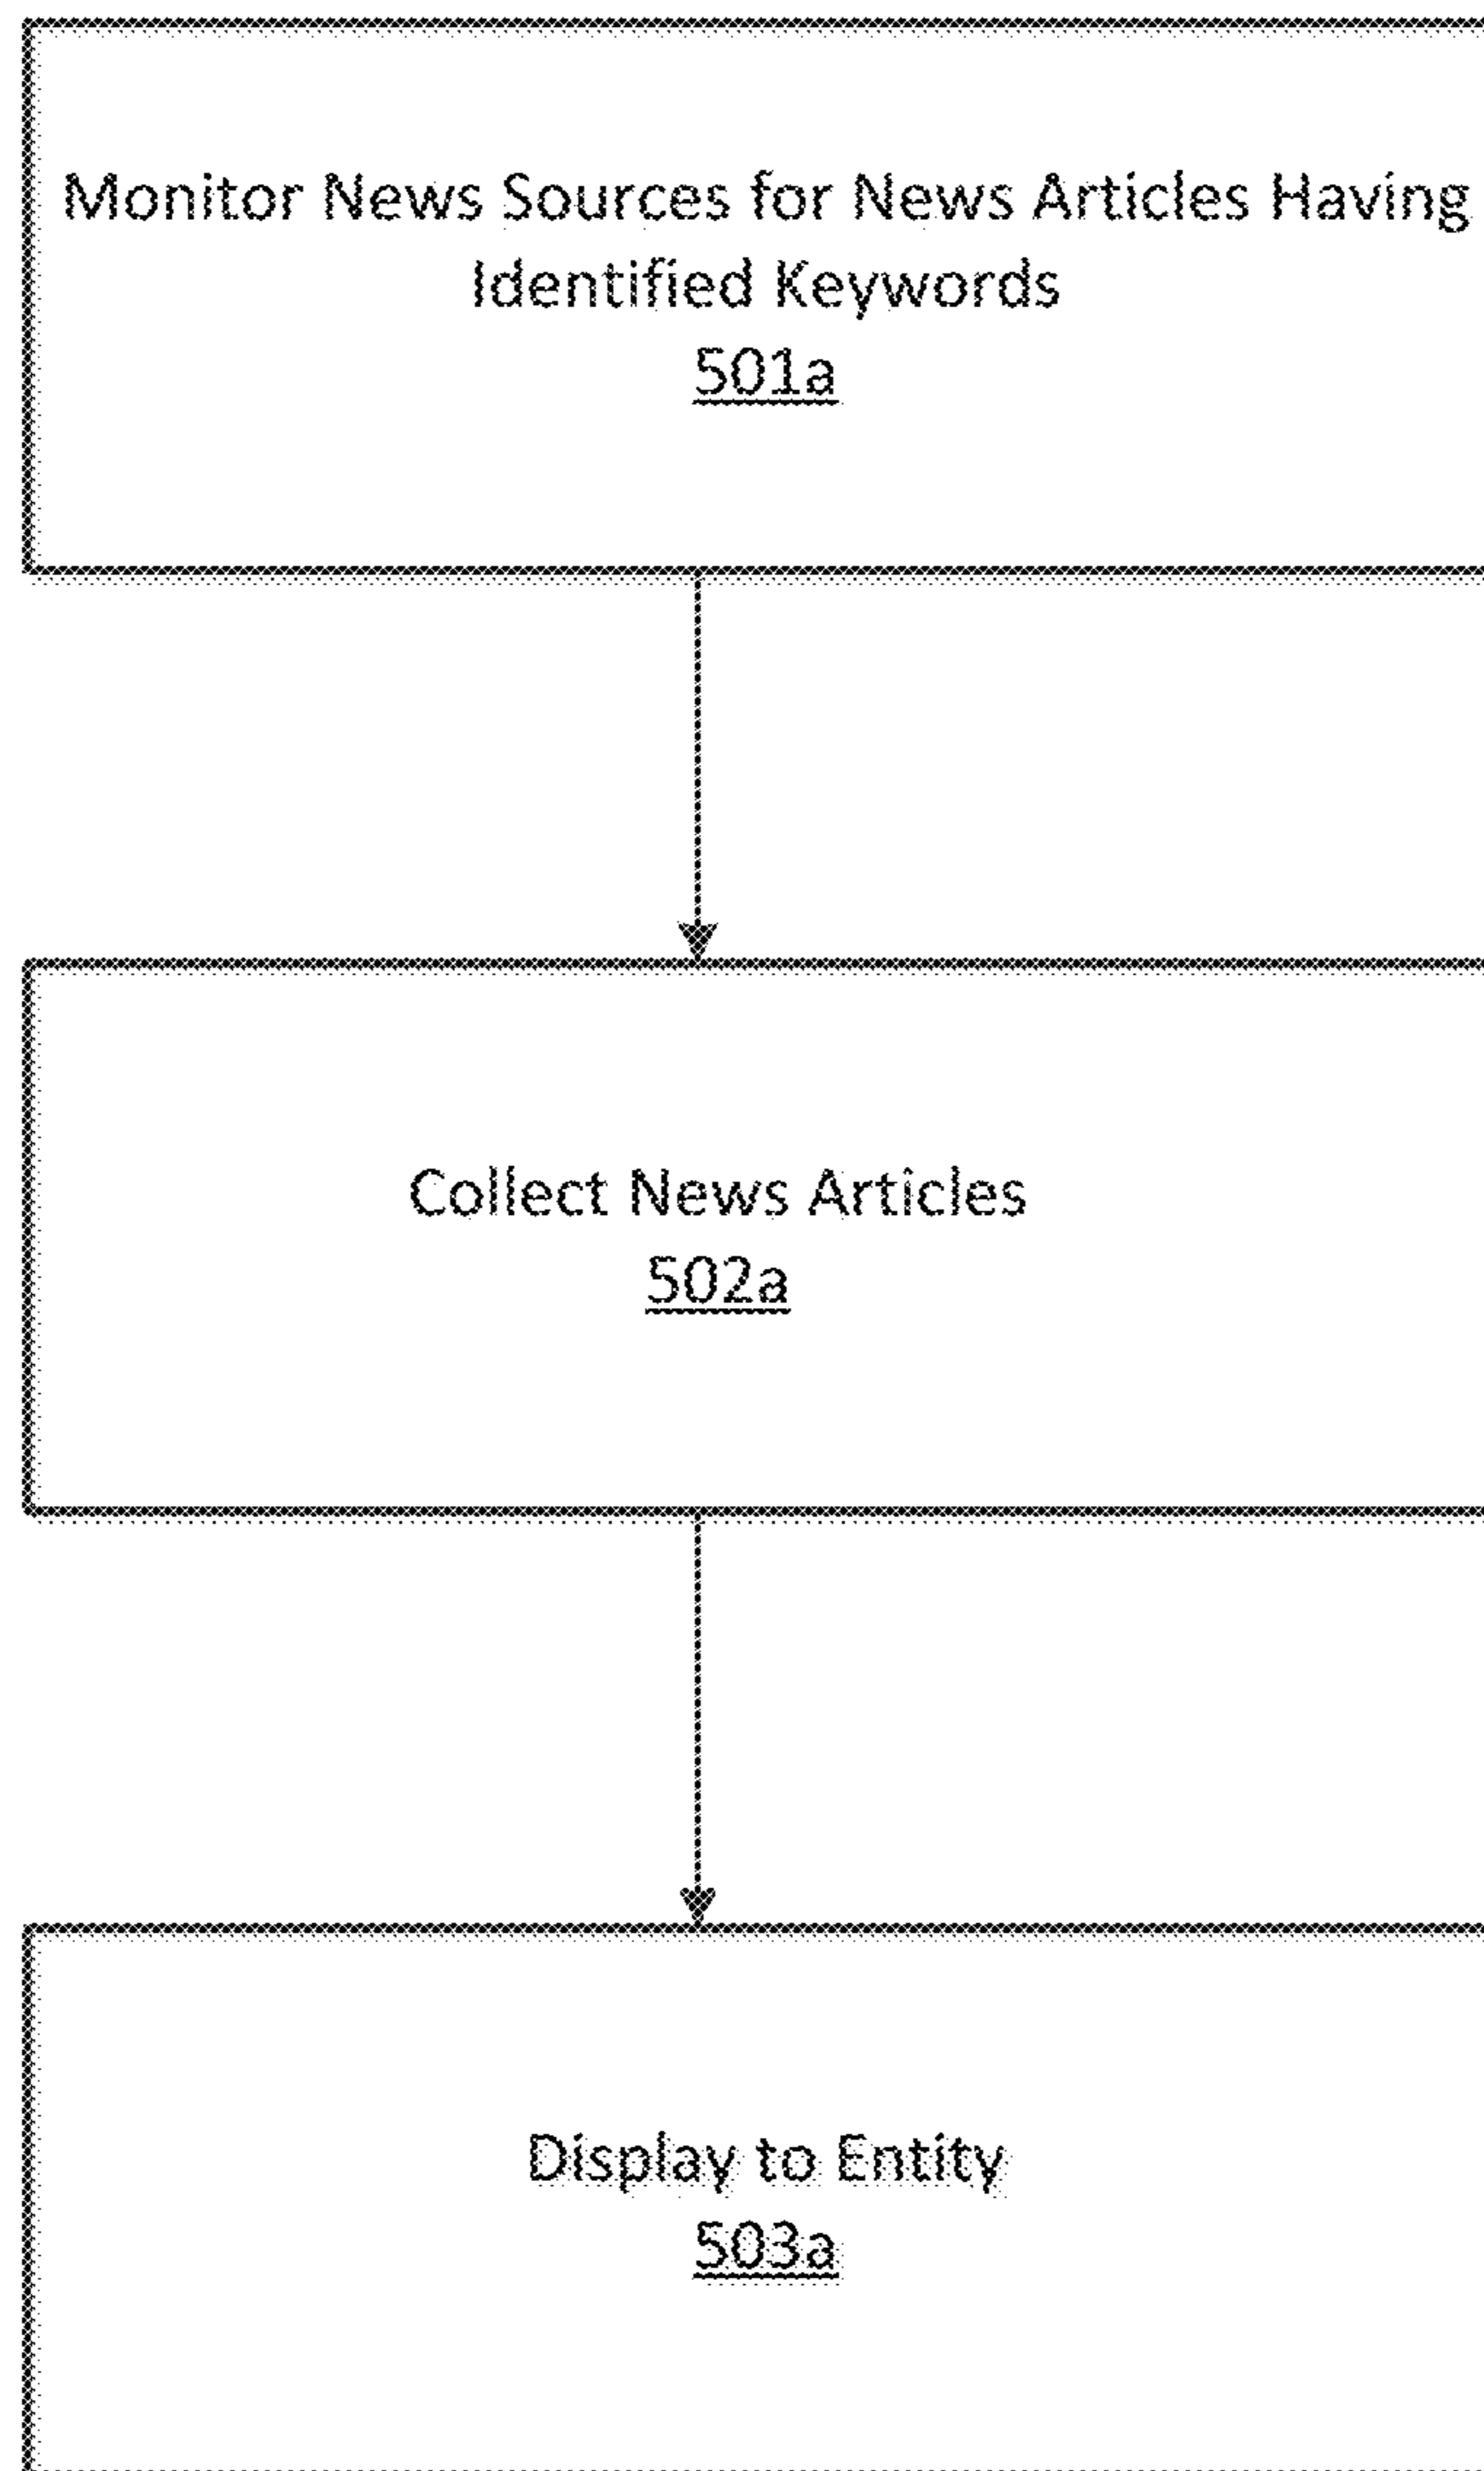 Monitor News Sources for News Articles Having
Identified Keywords
501a
Collect News Articles
502a
Display to Entity
503a